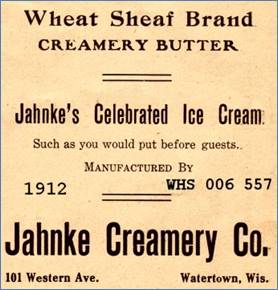 Wheat Sheaf Brand
CREAMERY BUTTER
Jahnke's Celebrated Ice Cream.
Such as you would put before guests.
MANUFACTURED BY
1912 WHS 006 557
Jahnke Creamery Co.
101 Western Ave. Watertown, Wis.